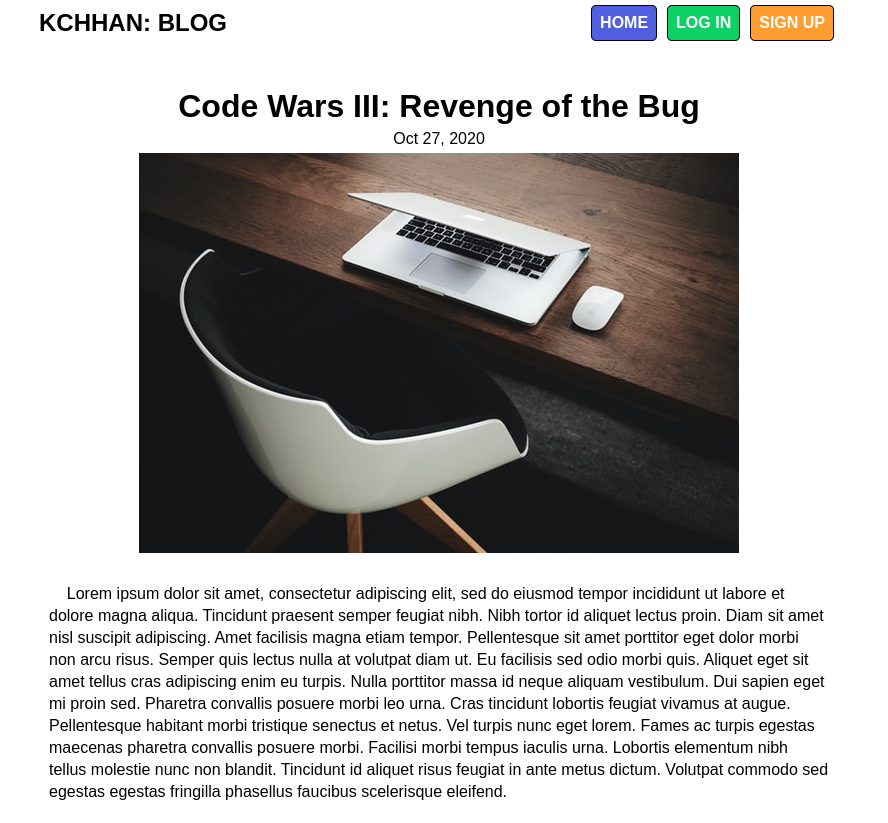 KCHHAN: BLOG
HOME
LOG IN
SIGN UP
Code Wars III: Revenge of the Bug
Oct 27, 2020
Lorem ipsum dolor sit amet, consectetur adipiscing elit, sed do eiusmod tempor incididunt ut labore et
dolore magna aliqua. Tincidunt praesent semper feugiat nibh. Nibh tortor id aliquet lectus proin. Diam sit amet
nisl suscipit adipiscing. Amet facilisis magna etiam tempor. Pellentesque sit amet porttitor eget dolor morbi
non arcu risus. Semper quis lectus nulla at volutpat diam ut. Eu facilisis sed odio morbi quis. Aliquet eget sit
amet tellus cras adipiscing enim eu turpis. Nulla porttitor massa id neque aliquam vestibulum. Dui sapien eget
mi proin sed. Pharetra convallis posuere morbi leo urna. Cras tincidunt lobortis feugiat vivamus at augue.
Pellentesque habitant morbi tristique senectus et netus. Vel turpis nunc eget lorem. Fames ac turpis egestas
maecenas pharetra convallis posuere morbi. Facilisi morbi tempus iaculis urna. Lobortis elementum nibh
tellus molestie nunc non blandit. Tincidunt id aliquet risus feugiat in ante metus dictum. Volutpat commodo sed
egestas egestas fringilla phasellus faucibus scelerisque eleifend.